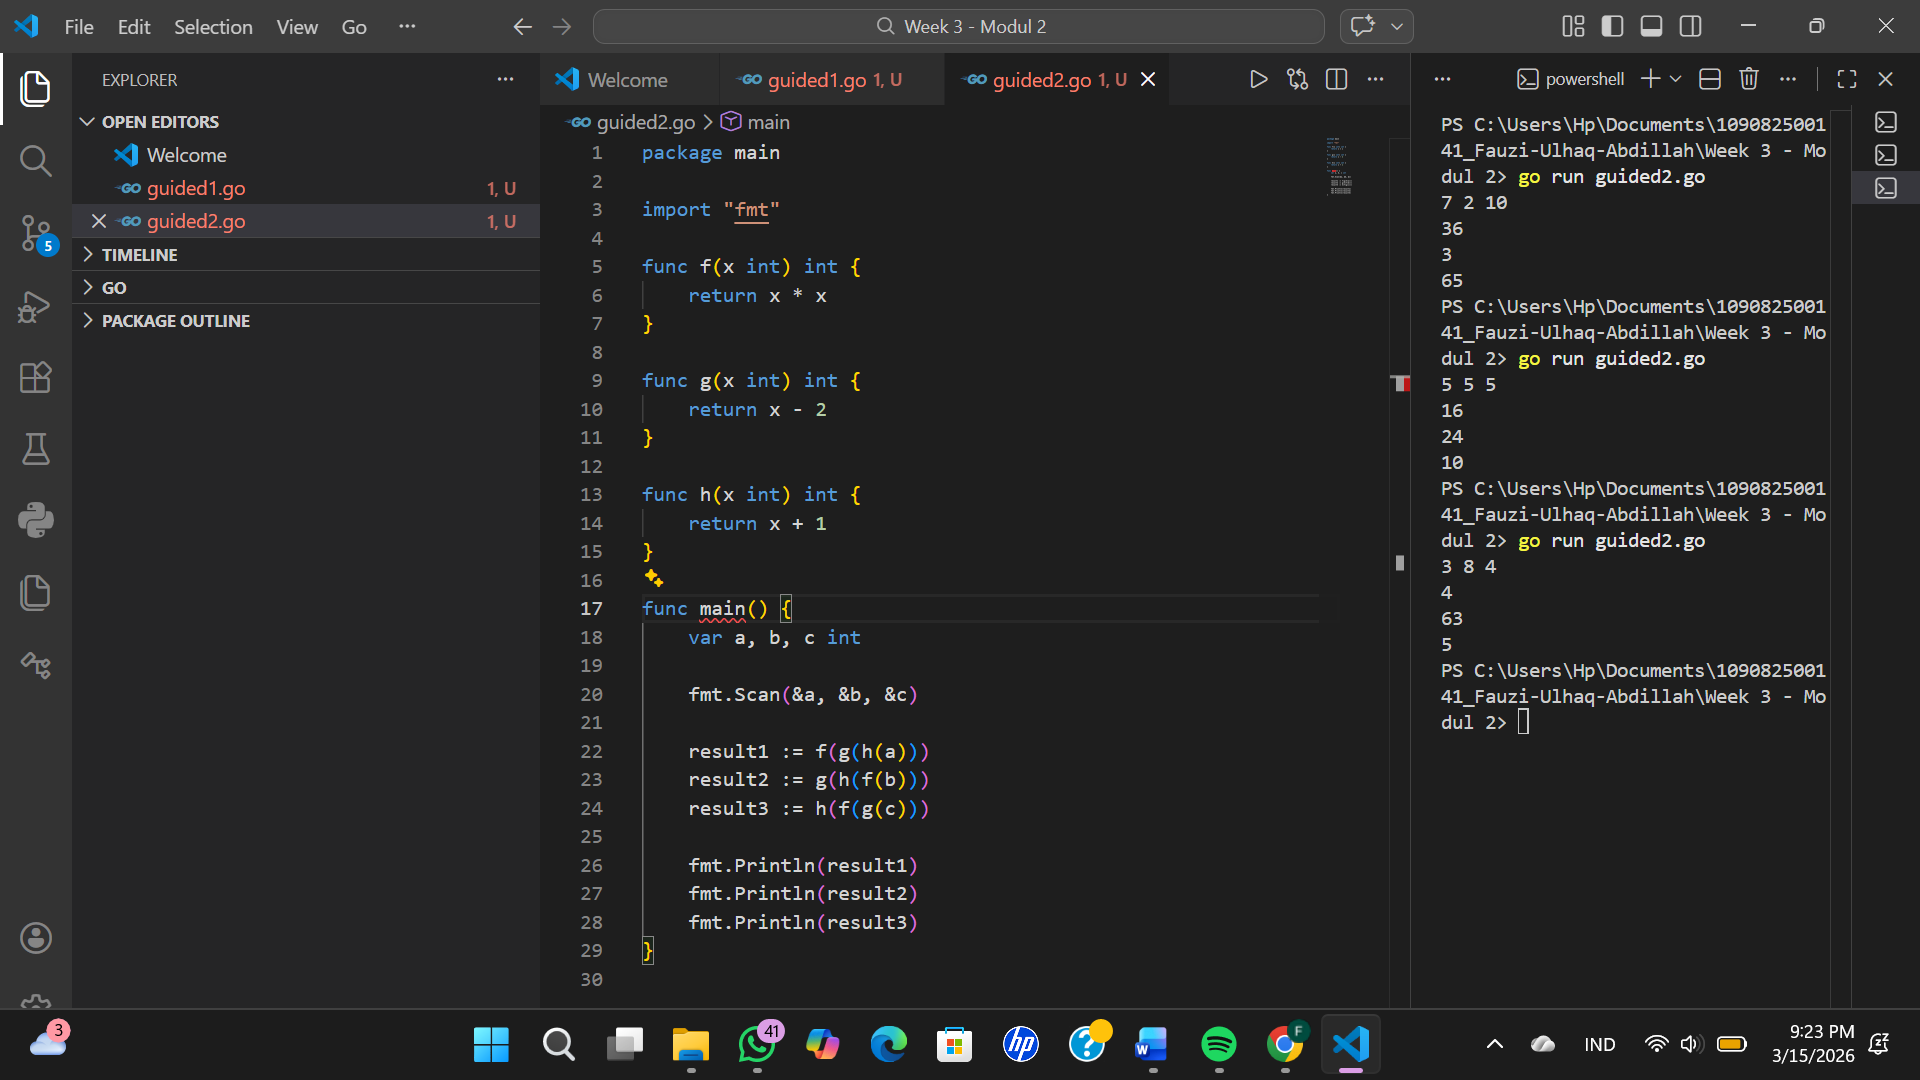 File Edit Selection View Go ···
Week 3 - Modul 2
EXPLORER
OPEN EDITORS
Welcome
guided1.go 1, U
guided2.go 1, U
TIMELINE
GO
PACKAGE OUTLINE
5
Welcome
guided1.go 1, U
guided2.go 1, U
guided2.go > main
1 package main
2
3 import "fmt"
4
5 func f(x int) int {
6 return x * x
7 }
8
9 func g(x int) int {
10 return x - 2
11 }
12
13 func h(x int) int {
14 return x + 1
15 }
16
17 func main() {
18 var a, b, c int
19
20 fmt.Scan(&a, &b, &c)
21
22 result1 := f(g(h(a)))
23 result2 := g(h(f(b)))
24 result3 := h(f(g(c)))
25
26 fmt.Println(result1)
27 fmt.Println(result2)
28 fmt.Println(result3)
29 }
30
powershell
PS C:\Users\Hp\Documents\1090825001
41_Fauzi-Ulhaq-Abdillah\Week 3 - Mo
dul 2> go run guided2.go
7 2 10
36
3
65
PS C:\Users\Hp\Documents\1090825001
41_Fauzi-Ulhaq-Abdillah\Week 3 - Mo
dul 2> go run guided2.go
5 5 5
16
24
10
PS C:\Users\Hp\Documents\1090825001
41_Fauzi-Ulhaq-Abdillah\Week 3 - Mo
dul 2> go run guided2.go
3 8 4
4
63
5
PS C:\Users\Hp\Documents\1090825001
41_Fauzi-Ulhaq-Abdillah\Week 3 - Mo
dul 2>
3
41
hp
W
F
IND
9:23 PM
3/15/2026